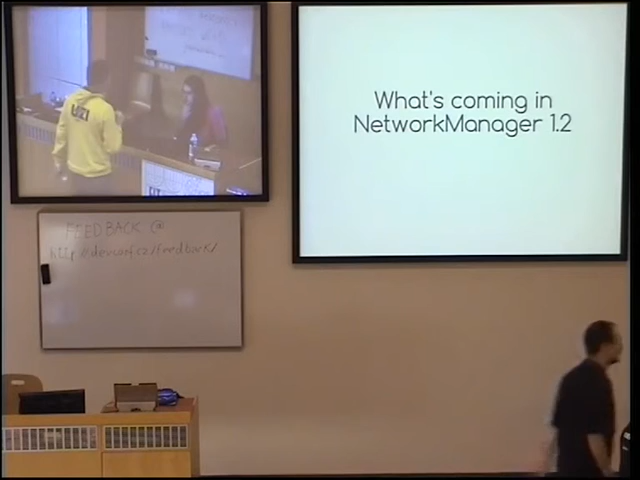 What's coming in
NetworkManager 1.2
FEEDBACK @
http://devconf.cz/feedback/